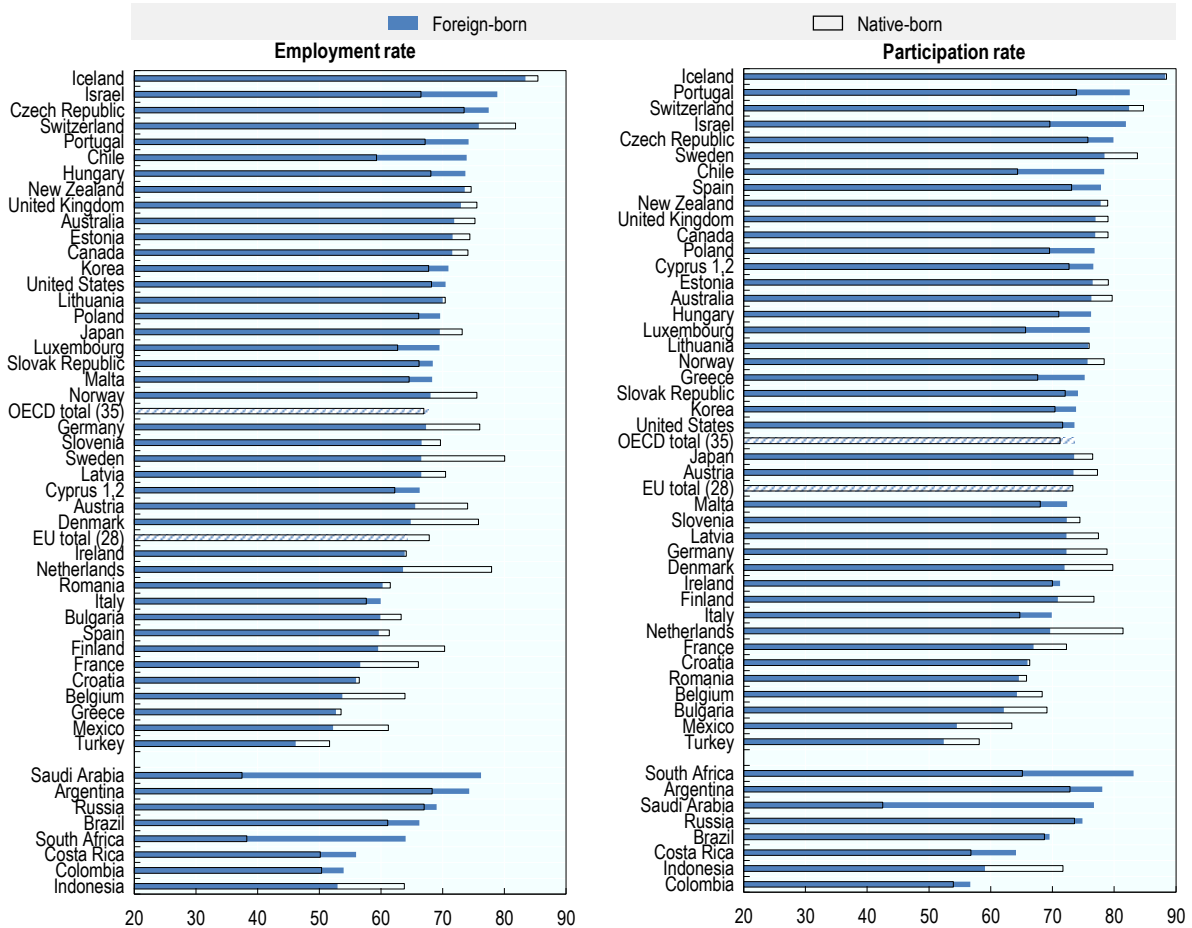 Foreign-born
Native-born
Employment rate
Iceland
Israel
Czech Republic
Switzerland
Portugal
Chile
Hungary
New Zealand
United Kingdom
Australia
Estonia
Canada
Korea
United States
Lithuania
Poland
Japan
Luxembourg
Slovak Republic
Malta
Norway
OECD total (35)
Germany
Slovenia
Sweden
Latvia
Cyprus 1,2
Austria
Denmark
EU total (28)
Ireland
Netherlands
Romania
Italy
Bulgaria
Spain
Finland
France
Croatia
Belgium
Greece
Mexico
Turkey
Saudi Arabia
Argentina
Russia
Brazil
South Africa
Costa Rica
Colombia
Indonesia
20 30 40 50 60 70 80 90
Participation rate
Iceland
Portugal
Switzerland
Israel
Czech Republic
Sweden
Chile
Spain
New Zealand
United Kingdom
Canada
Poland
Cyprus 1,2
Estonia
Australia
Hungary
Luxembourg
Lithuania
Norway
Greece
Slovak Republic
Korea
United States
OECD total (35)
Japan
Austria
EU total (28)
Malta
Slovenia
Latvia
Germany
Denmark
Ireland
Finland
Italy
Netherlands
France
Croatia
Romania
Belgium
Bulgaria
Mexico
Turkey
South Africa
Argentina
Saudi Arabia
Russia
Brazil
Costa Rica
Indonesia
Colombia
20 30 40 50 60 70 80 90